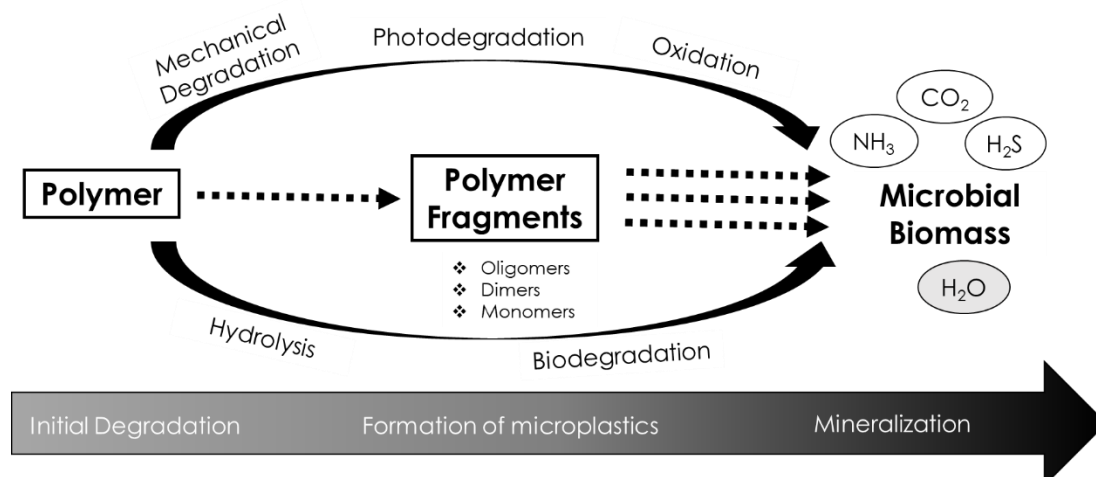 Mechanical
Degradation
Photodegradation
Oxidation
CO₂
NH₃
H₂S
Polymer
Polymer
Fragments
❖ Oligomers
❖ Dimers
❖ Monomers
Microbial
Biomass
H₂O
Hydrolysis
Biodegradation
Initial Degradation
Formation of microplastics
Mineralization